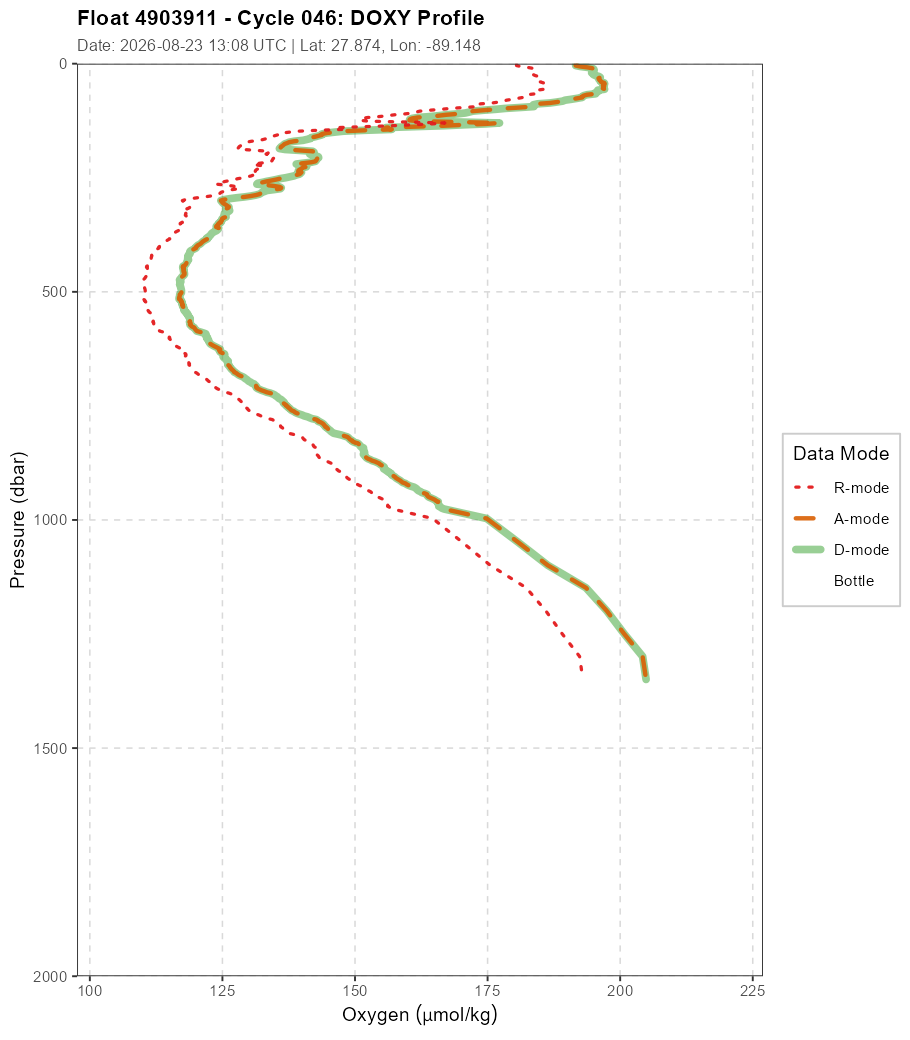 Float 4903911 - Cycle 046: DOXY Profile
Date: 2026-08-23 13:08 UTC | Lat: 27.874, Lon: -89.148
0
500
1000
1500
2000
Pressure (dbar)
100 125 150 175 200 225
Oxygen (μmol/kg)
Data Mode
R-mode
A-mode
D-mode
Bottle